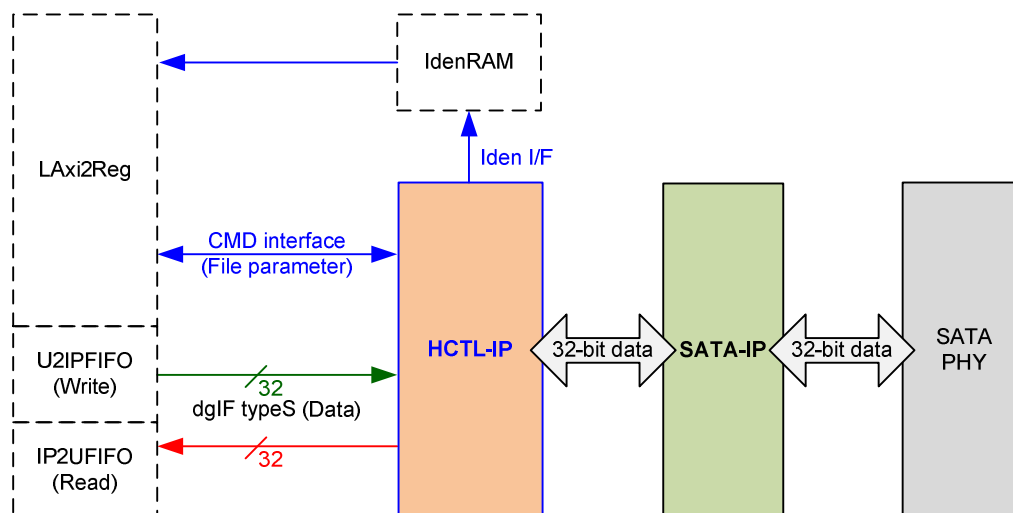 IdenRAM
LAxi2Reg
Iden I/F
CMD interface
(File parameter)
HCTL-IP
32-bit data
SATA-IP
32-bit data
SATA
PHY
U2IPFIFO
(Write)
32
dgIF typeS (Data)
IP2UFIFO
(Read)
32